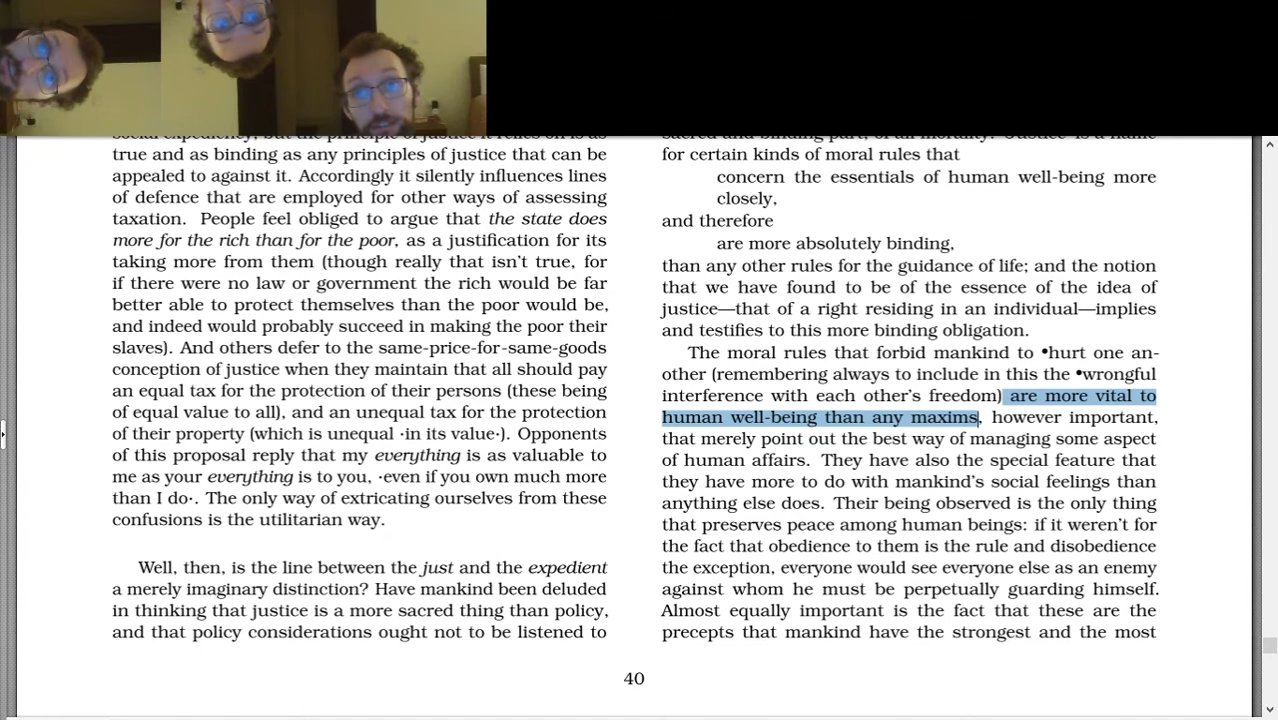 social expediency, but the principle of justice it relies on is as
true and as binding as any principles of justice that can be
appealed to against it. Accordingly it silently influences lines
of defence that are employed for other ways of assessing
taxation. People feel obliged to argue that the state does
more for the rich than for the poor, as a justification for its
taking more from them (though really that isn't true, for
if there were no law or government the rich would be far
better able to protect themselves than the poor would be,
and indeed would probably succeed in making the poor their
slaves). And others defer to the same-price-for-same-goods
conception of justice when they maintain that all should pay
an equal tax for the protection of their persons (these being
of equal value to all), and an unequal tax for the protection
of their property (which is unequal ·in its value·). Opponents
of this proposal reply that my everything is as valuable to
me as your everything is to you, ·even if you own much more
than I do·. The only way of extricating ourselves from these
confusions is the utilitarian way.
Well, then, is the line between the just and the expedient
a merely imaginary distinction? Have mankind been deluded
in thinking that justice is a more sacred thing than policy,
and that policy considerations ought not to be listened to
sacred and binding part, of all morality. 'Justice' is a name
for certain kinds of moral rules that
concern the essentials of human well-being more
closely,
and therefore
are more absolutely binding,
than any other rules for the guidance of life; and the notion
that we have found to be of the essence of the idea of
justice—that of a right residing in an individual—implies
and testifies to this more binding obligation.
The moral rules that forbid mankind to •hurt one an-
other (remembering always to include in this the •wrongful
interference with each other's freedom) are more vital to
human well-being than any maxims, however important,
that merely point out the best way of managing some aspect
of human affairs. They have also the special feature that
they have more to do with mankind's social feelings than
anything else does. Their being observed is the only thing
that preserves peace among human beings: if it weren't for
the fact that obedience to them is the rule and disobedience
the exception, everyone would see everyone else as an enemy
against whom he must be perpetually guarding himself.
Almost equally important is the fact that these are the
precepts that mankind have the strongest and the most
40